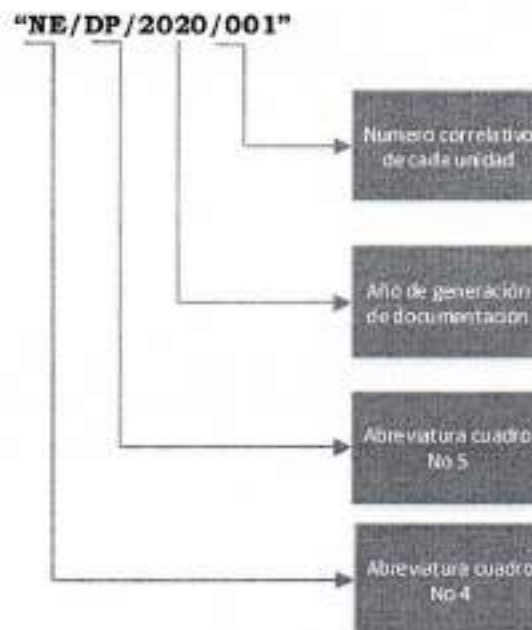 “NE/DP/2020/001”
Numero correlativo
de cada unidad
Año de generación
de documentación
Abreviatura cuadro
No 5
Abreviatura cuadro
No 4